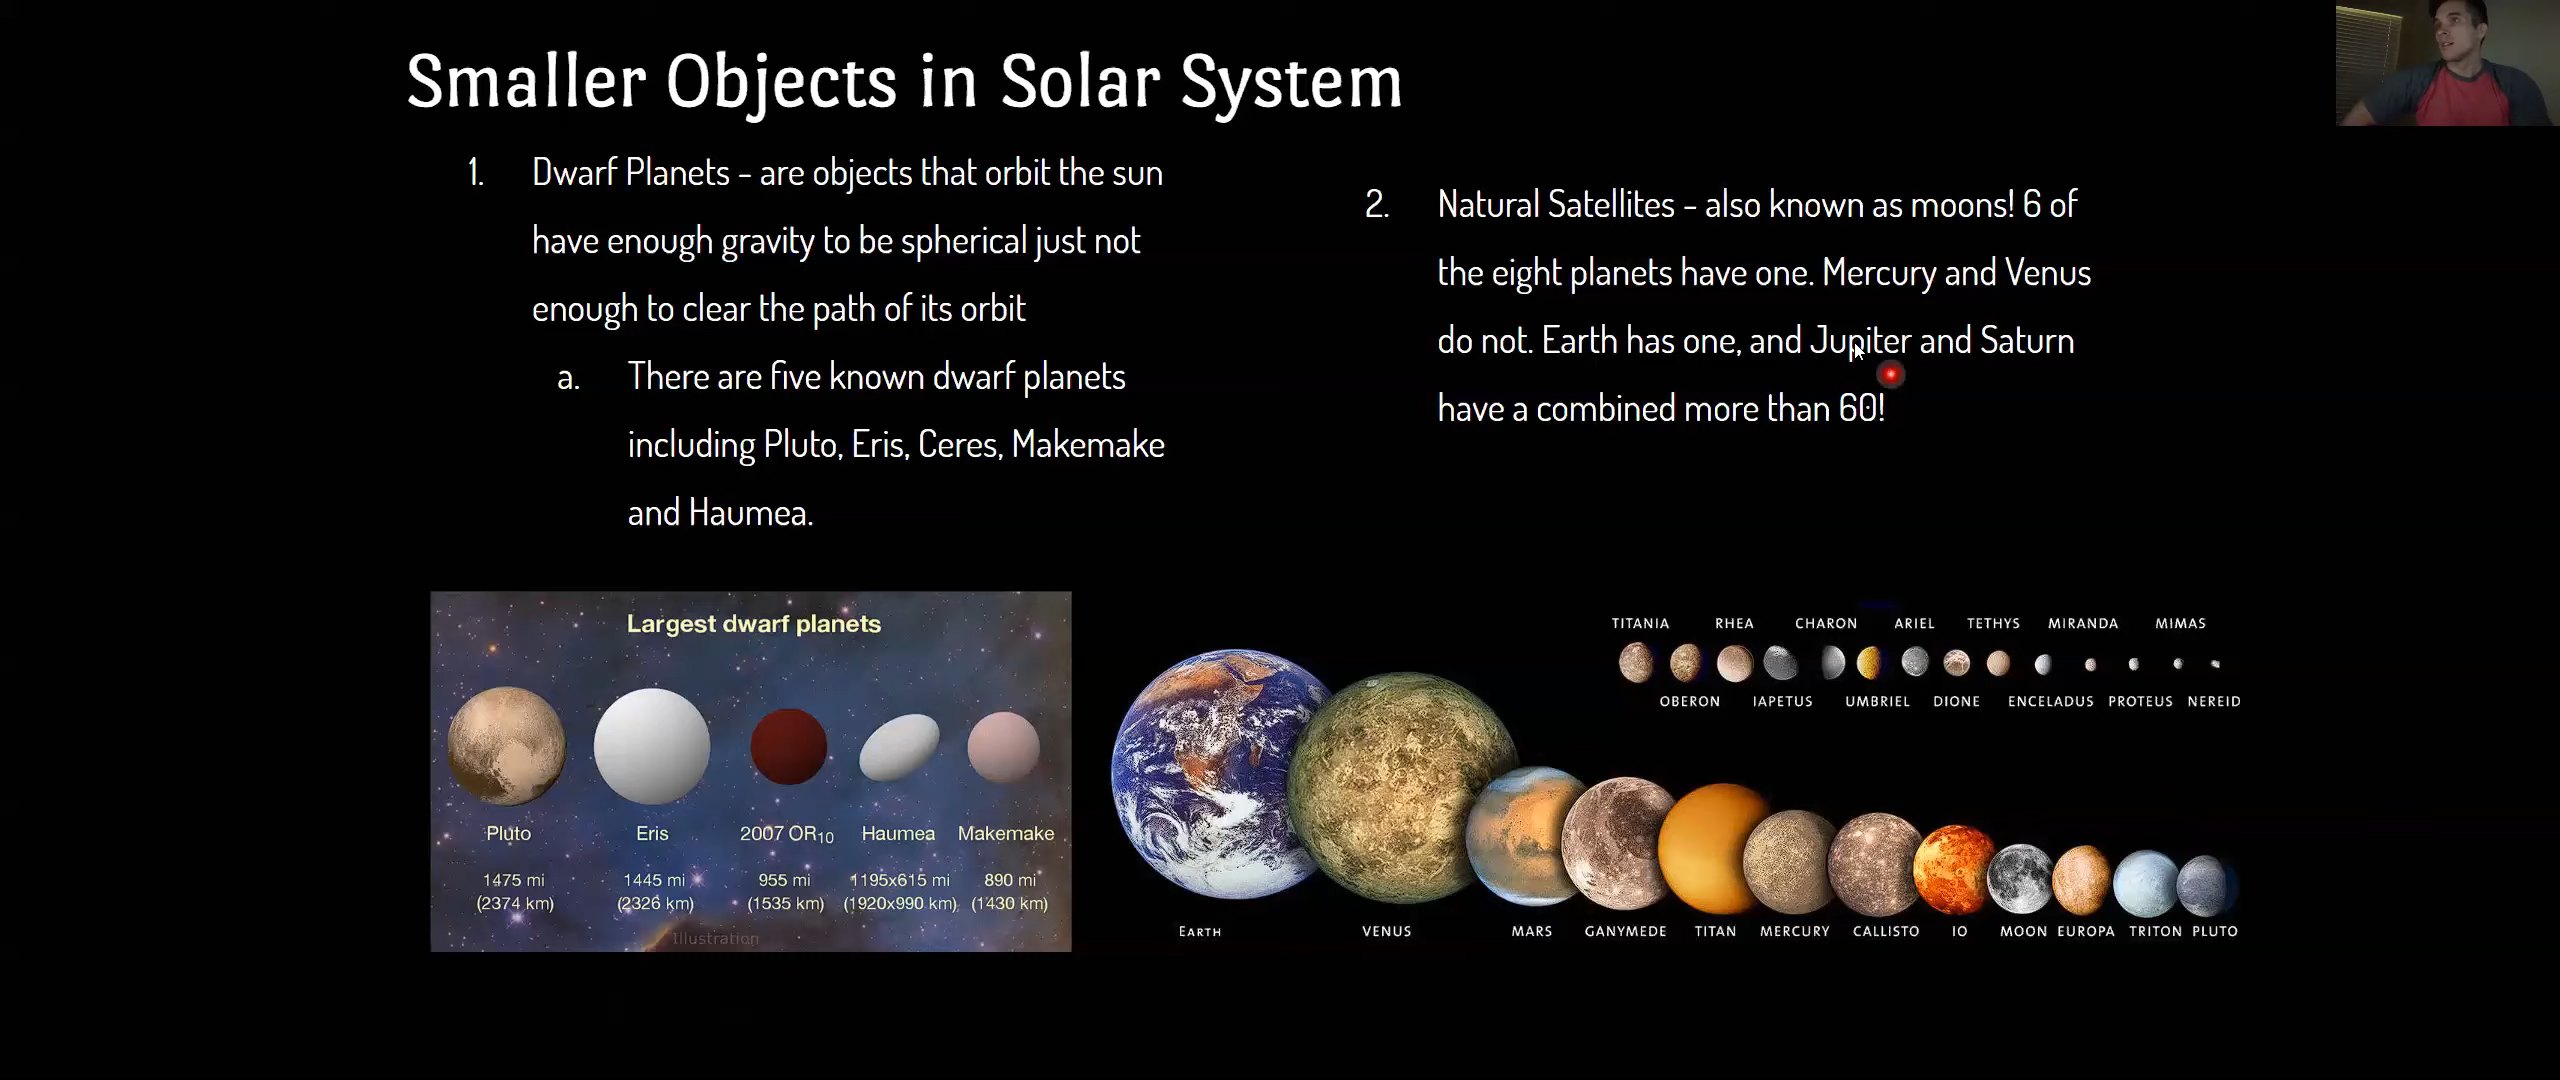 Smaller Objects in Solar System
1. Dwarf Planets - are objects that orbit the sun
have enough gravity to be spherical just not
enough to clear the path of its orbit
a. There are five known dwarf planets
including Pluto, Eris, Ceres, Makemake
and Haumea.
2. Natural Satellites - also known as moons! 6 of
the eight planets have one. Mercury and Venus
do not. Earth has one, and Jupiter and Saturn
have a combined more than 60!
Largest dwarf planets
Pluto Eris 2007 OR10 Haumea Makemake
1475 mi 1445 mi 955 mi 1195x615 mi 890 mi
(2374 km) (2326 km) (1535 km) (1920x990 km) (1430 km)
Illustration
TITANIA RHEA CHARON ARIEL TETHYS MIRANDA MIMAS
OBERON IAPETUS UMBRIEL DIONE ENCELADUS PROTEUS NEREID
EARTH VENUS MARS GANYMEDE TITAN MERCURY CALLISTO IO MOON EUROPA TRITON PLUTO